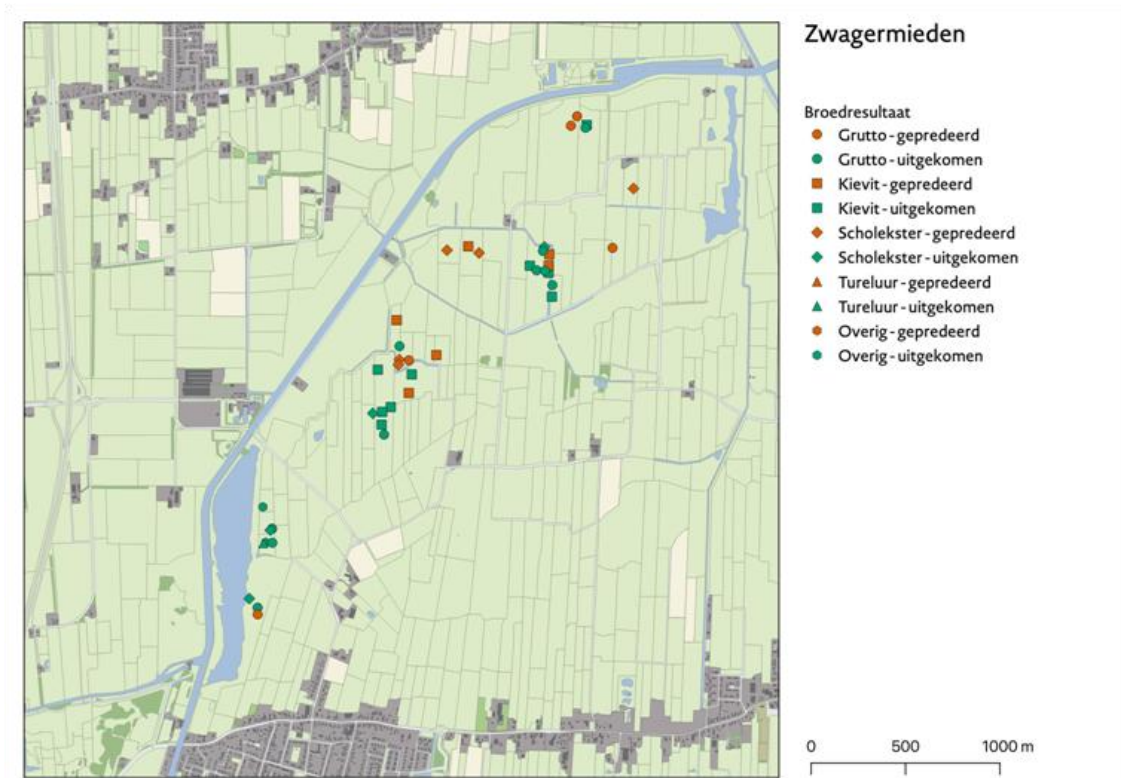 Zwagermieden
Broedresultaat
Grutto - gepredeerd
Grutto - uitgekomen
Kievit - gepredeerd
Kievit - uitgekomen
Scholekster - gepredeerd
Scholekster - uitgekomen
Tureluur - gepredeerd
Tureluur - uitgekomen
Overig - gepredeerd
Overig - uitgekomen
0 500 1000 m